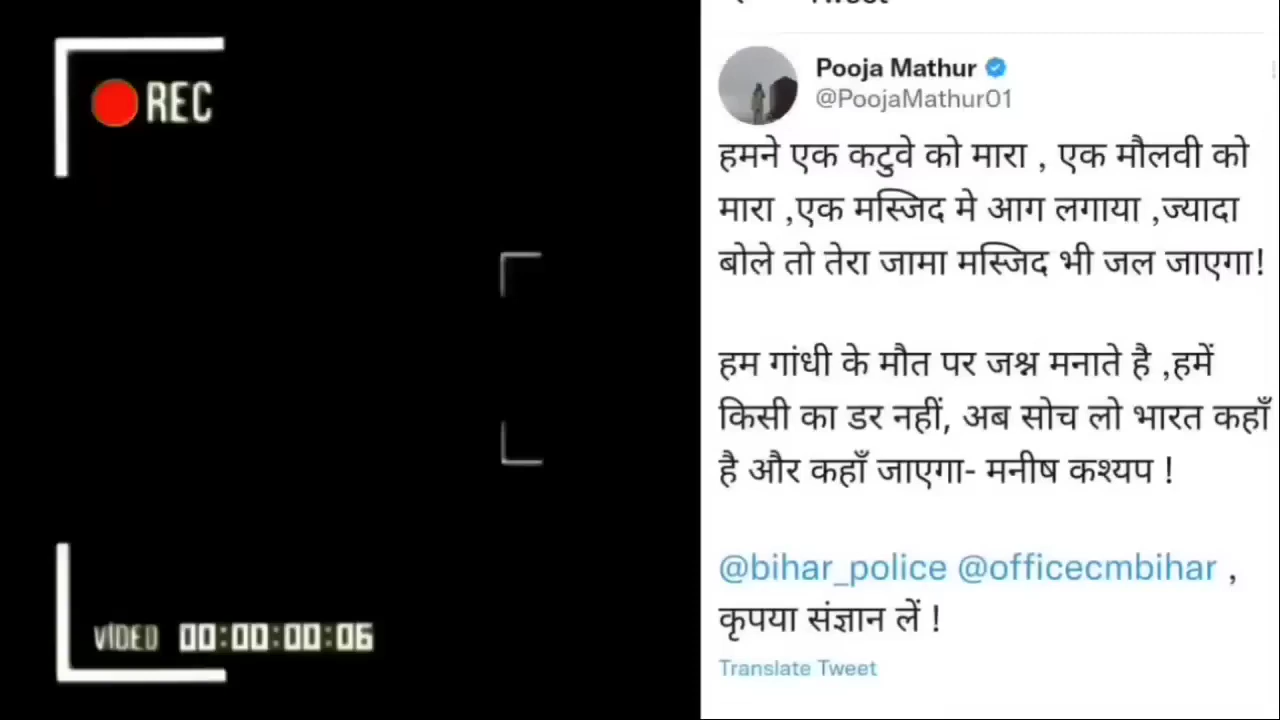 REC
VIDEO 00:00:00:06
Tweet
Pooja Mathur
@PoojaMathur01
हमने एक कटुवे को मारा , एक मौलवी को
मारा ,एक मस्जिद मे आग लगाया ,ज्यादा
बोले तो तेरा जामा मस्जिद भी जल जाएगा!
हम गांधी के मौत पर जश्न मनाते है ,हमें
किसी का डर नहीं, अब सोच लो भारत कहाँ
है और कहाँ जाएगा- मनीष कश्यप !
@bihar_police @officecmbihar ,
कृपया संज्ञान लें !
Translate Tweet